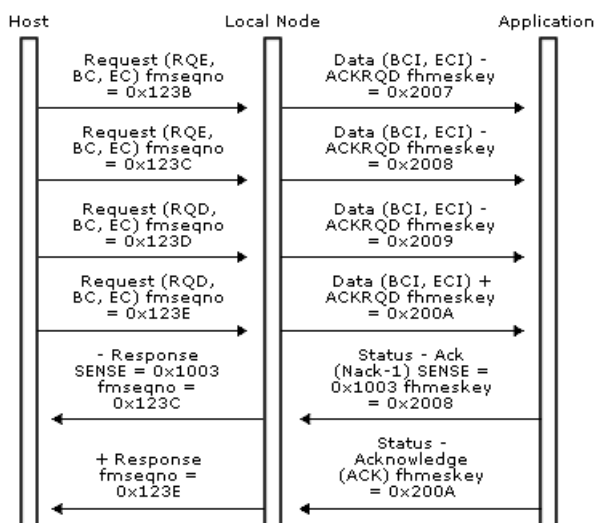 Host
Local Node
Application
Request (RQE,
BC, EC) fmseqno
= 0x123B
Data (BCI, ECI) -
ACKRQD fhmeskey
= 0x2007
Request (RQE,
BC, EC) fmseqno
= 0x123C
Data (BCI, ECI) -
ACKRQD fhmeskey
= 0x2008
Request (RQD,
BC, EC) fmseqno
= 0x123D
Data (BCI, ECI) -
ACKRQD fhmeskey
= 0x2009
Request (RQD,
BC, EC) fmseqno
= 0x123E
Data (BCI, ECI) +
ACKRQD fhmeskey
= 0x200A
- Response
SENSE = 0x1003
fmseqno =
0x123C
Status - Ack
(Nack-1) SENSE =
0x1003 fhmeskey
= 0x2008
+ Response
fmseqno =
0x123E
Status -
Acknowledge
(ACK) fhmeskey
= 0x200A